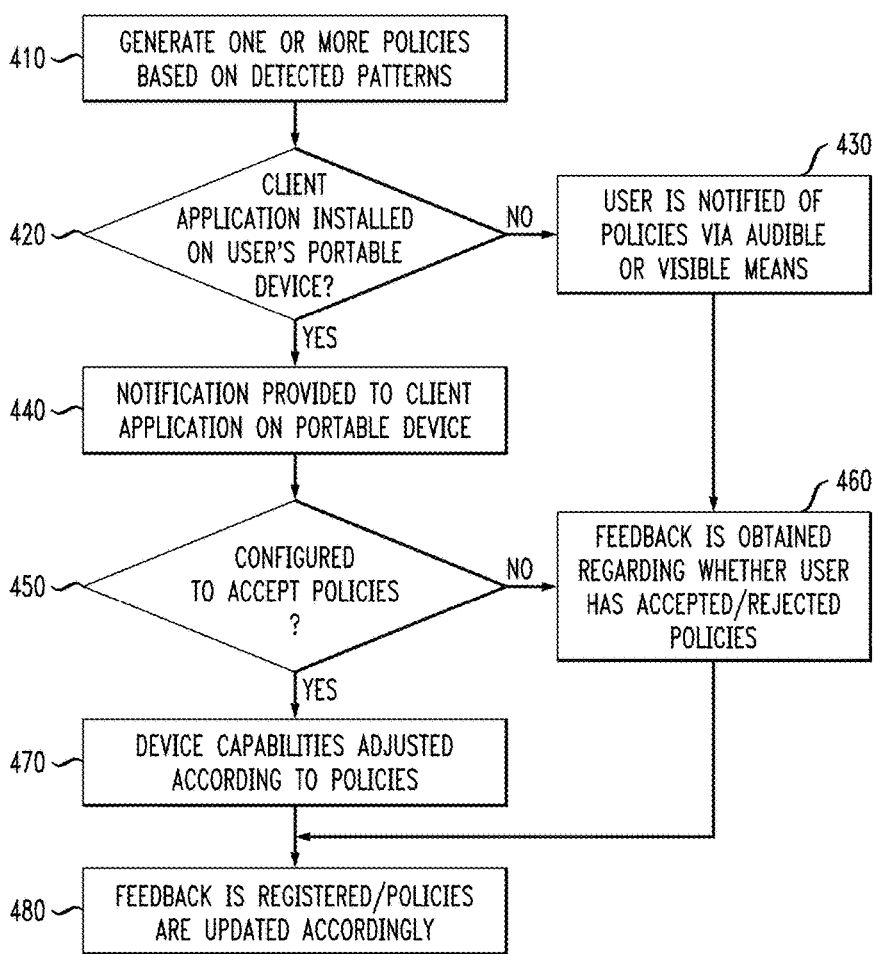 410
GENERATE ONE OR MORE POLICIES
BASED ON DETECTED PATTERNS
420
CLIENT
APPLICATION INSTALLED
ON USER'S PORTABLE
DEVICE?
NO
430
USER IS NOTIFIED OF
POLICIES VIA AUDIBLE
OR VISIBLE MEANS
YES
440
NOTIFICATION PROVIDED TO CLIENT
APPLICATION ON PORTABLE DEVICE
450
CONFIGURED
TO ACCEPT POLICIES
?
NO
460
FEEDBACK IS OBTAINED
REGARDING WHETHER USER
HAS ACCEPTED/REJECTED
POLICIES
YES
470
DEVICE CAPABILITIES ADJUSTED
ACCORDING TO POLICIES
480
FEEDBACK IS REGISTERED/POLICIES
ARE UPDATED ACCORDINGLY